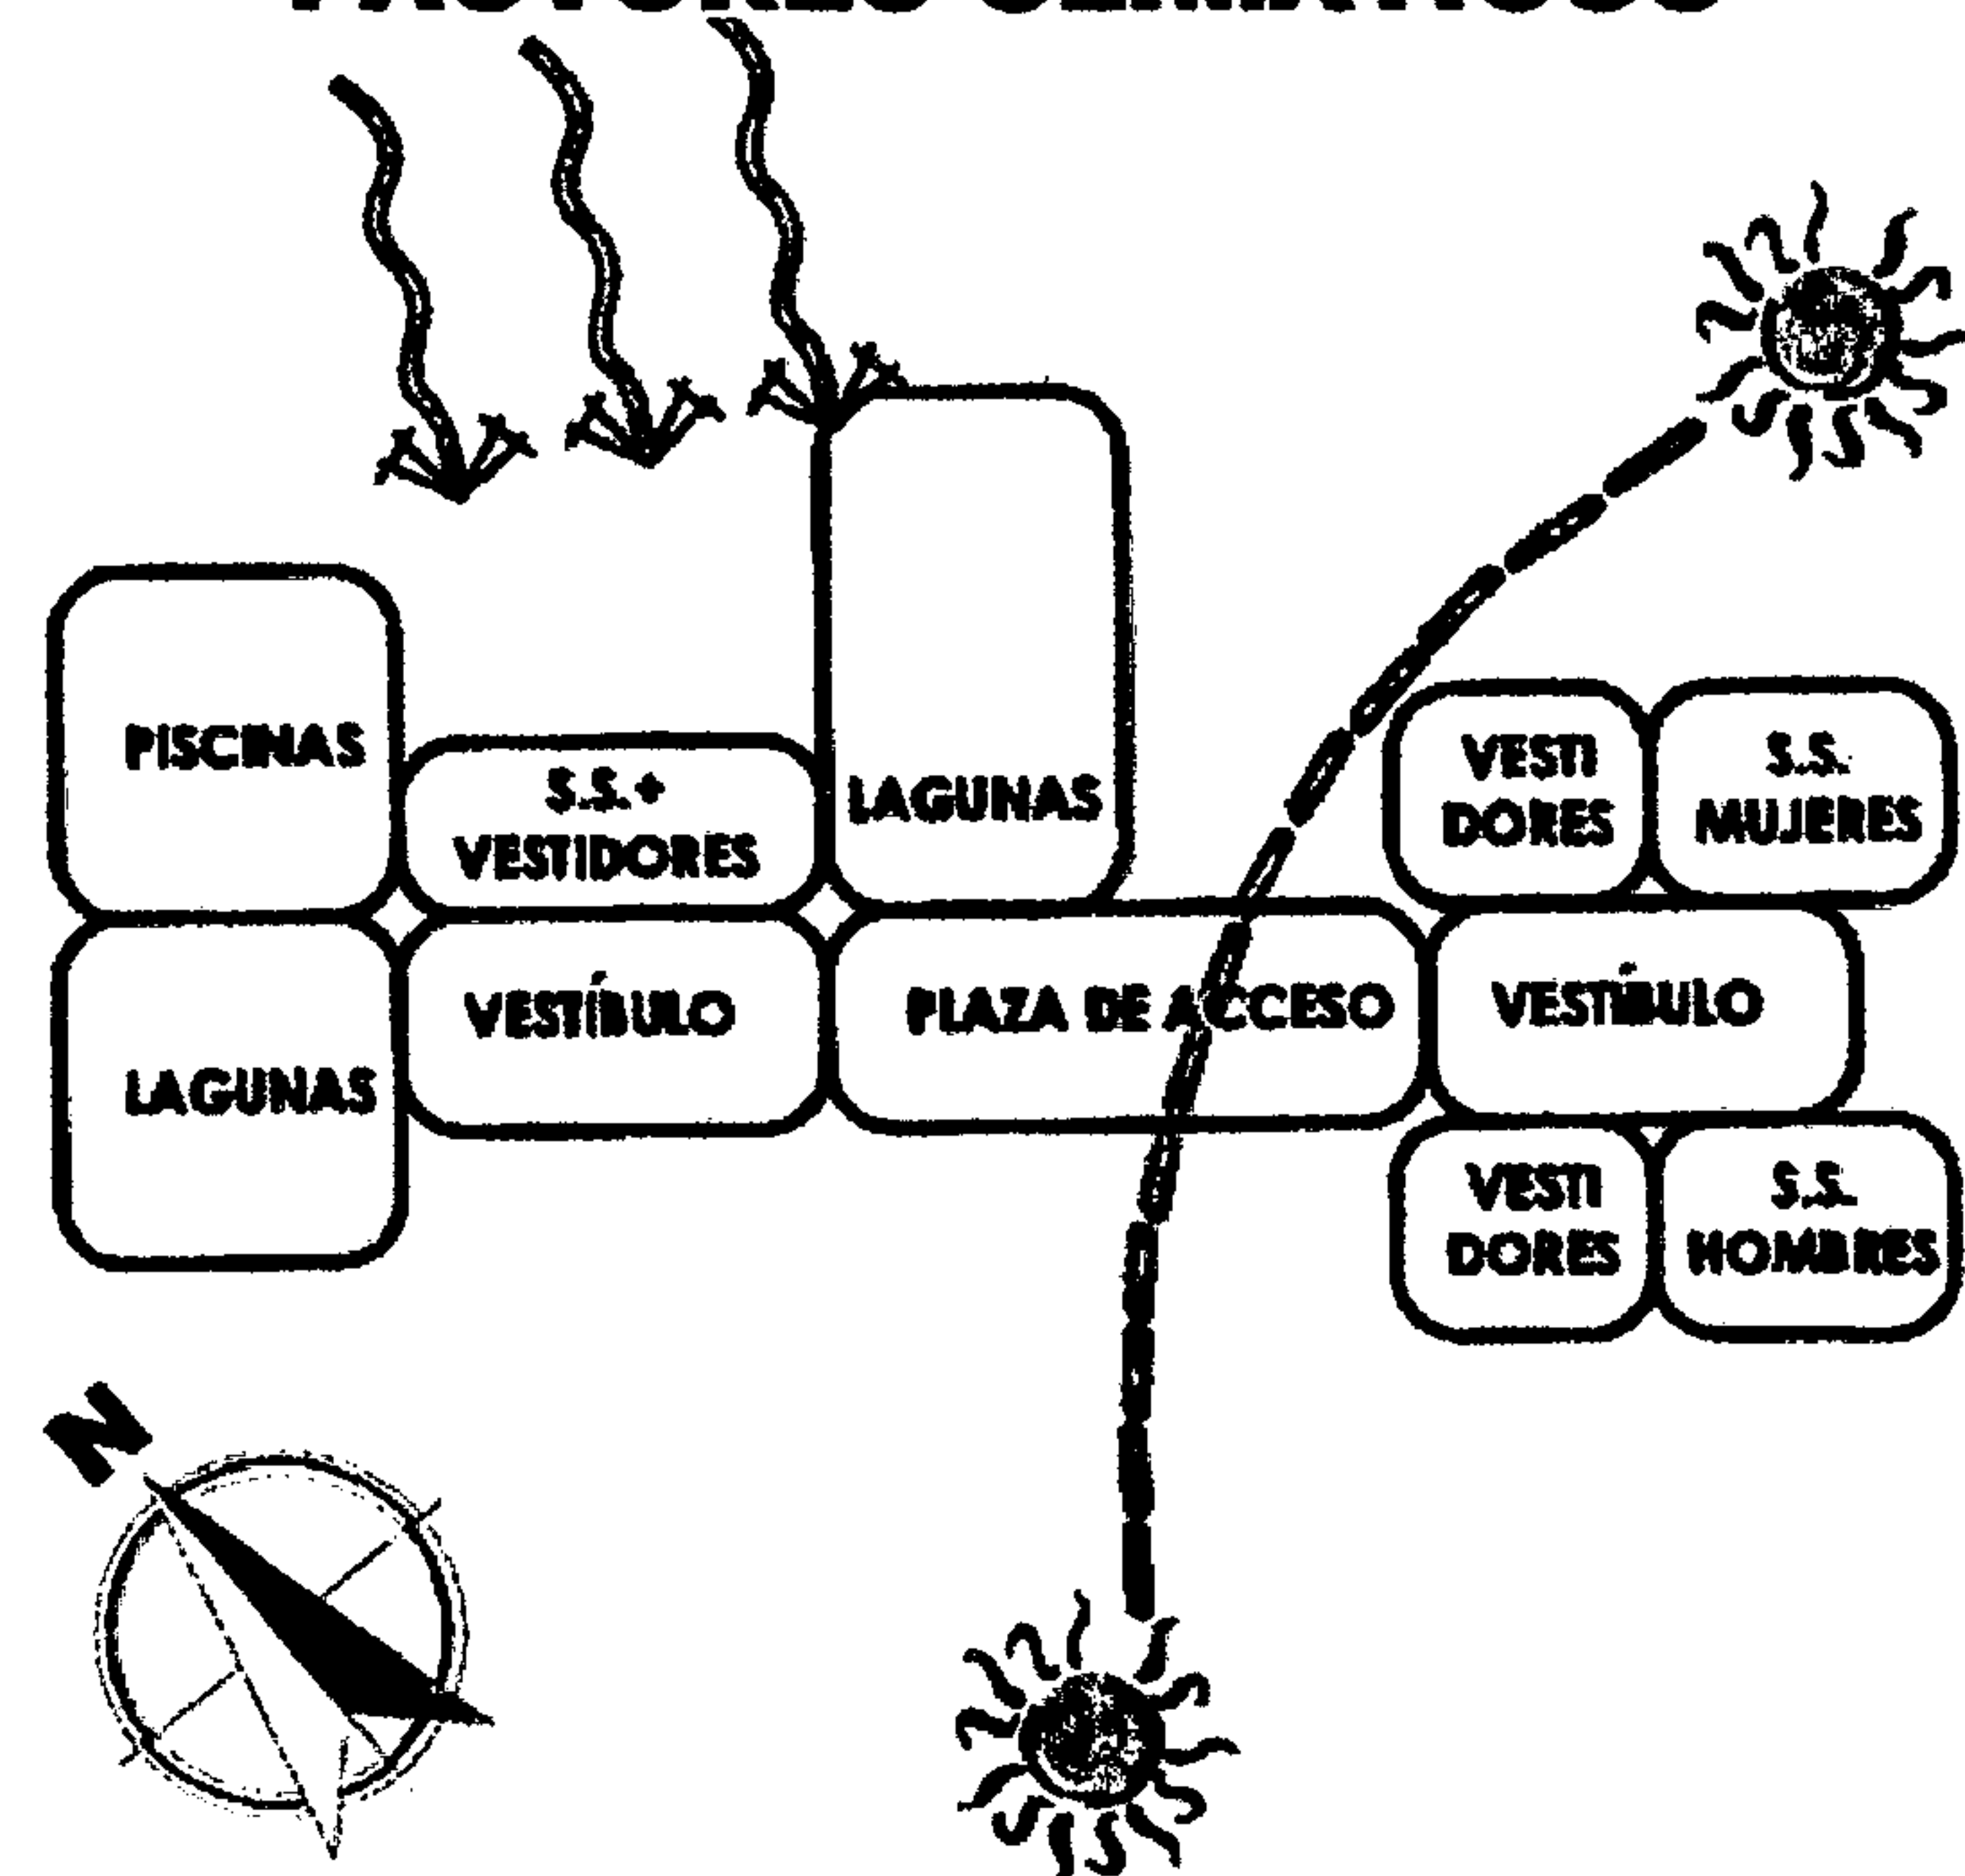 PISCINAS
S.S. +
VESTIDORES
LAGUNAS
VESTI
DORES
S.S.
MUJERES
LAGUNAS
VESTÍBULO
PLAZA DE ACCESO
VESTÍBULO
VESTI
DORES
S.S.
HOMBRES
N